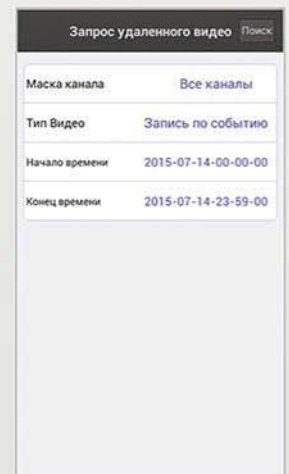 Запрос удаленного видео Поиск
Маска канала Все каналы
Тип Видео Запись по событию
Начало времени 2015-07-14-00-00-00
Конец времени 2015-07-14-23-59-00